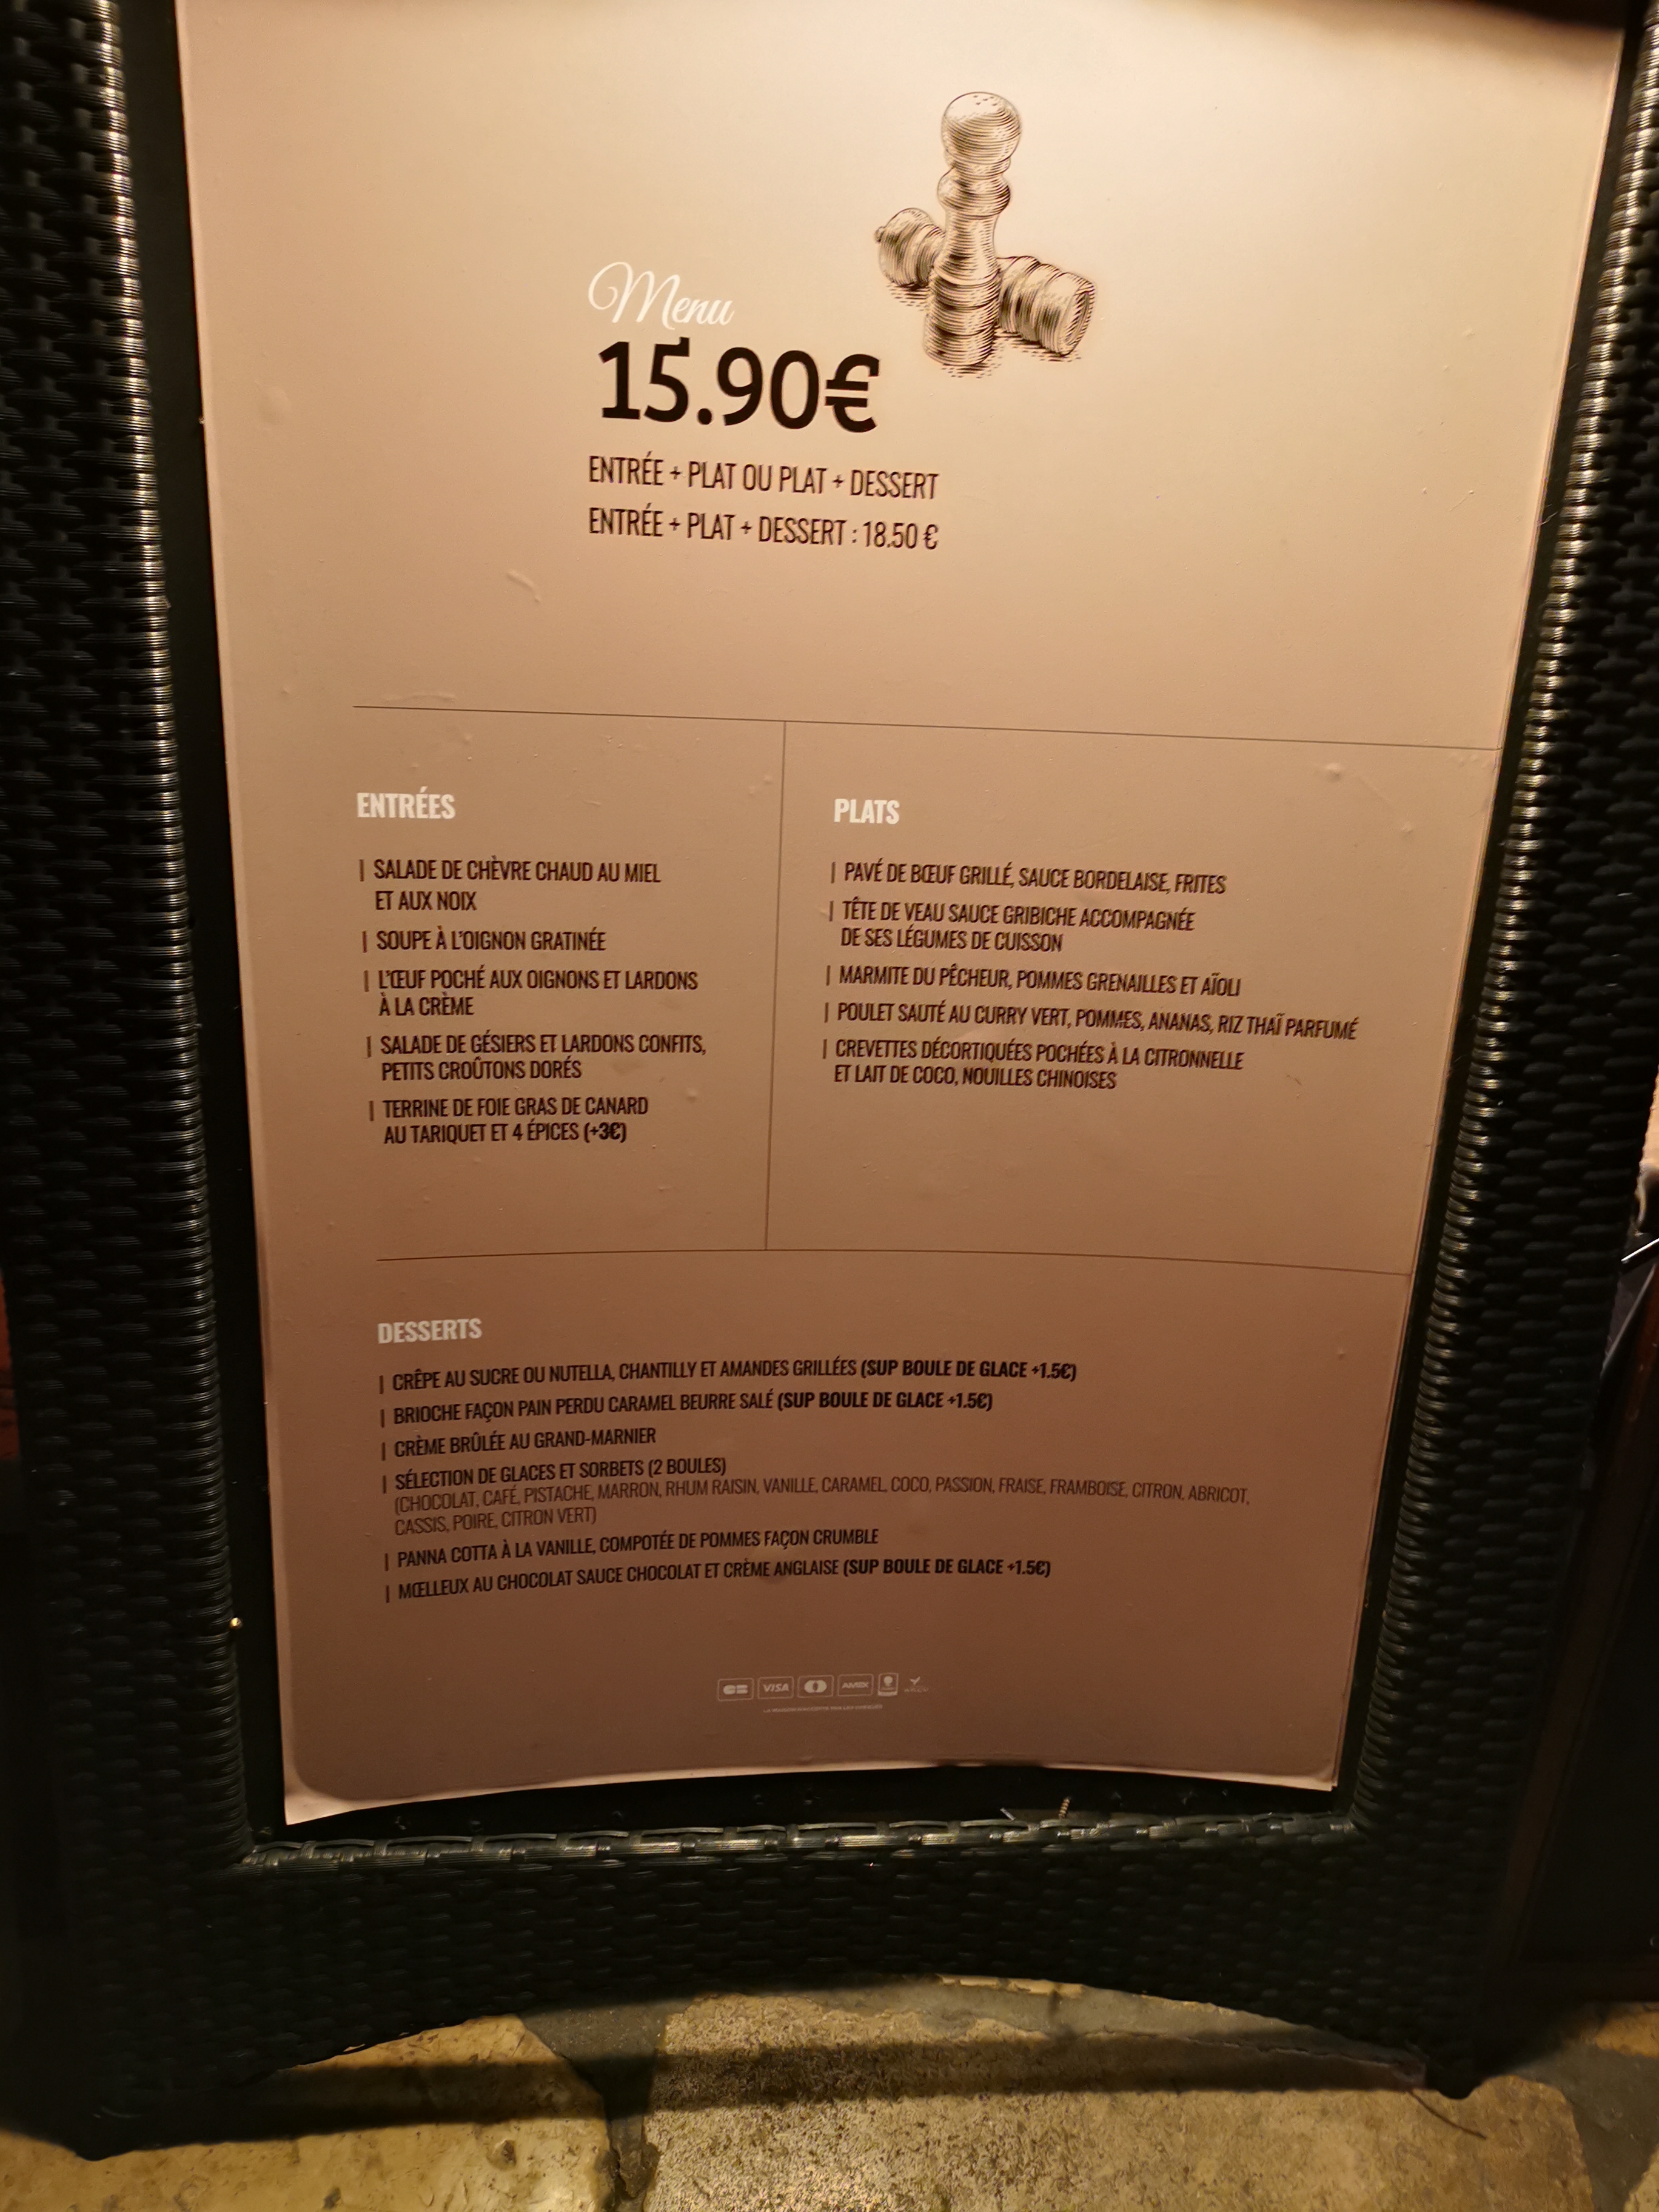 Menu
15.90€
ENTRÉE + PLAT OU PLAT + DESSERT
ENTRÉE + PLAT + DESSERT : 18.50 €
ENTRÉES
| SALADE DE CHÈVRE CHAUD AU MIEL
ET AUX NOIX
| SOUPE À L'OIGNON GRATINÉE
| L'ŒUF POCHÉ AUX OIGNONS ET LARDONS
À LA CRÈME
| SALADE DE GÉSIERS ET LARDONS CONFITS,
PETITS CROÛTONS DORÉS
| TERRINE DE FOIE GRAS DE CANARD
AU TARIQUET ET 4 ÉPICES (+3€)
PLATS
| PAVÉ DE BŒUF GRILLÉ, SAUCE BORDELAISE, FRITES
| TÊTE DE VEAU SAUCE GRIBICHE ACCOMPAGNÉE
DE SES LÉGUMES DE CUISSON
| MARMITE DU PÊCHEUR, POMMES GRENAILLES ET AÏOLI
| POULET SAUTÉ AU CURRY VERT, POMMES, ANANAS, RIZ THAÏ PARFUMÉ
| CREVETTES DÉCORTIQUÉES POCHÉES À LA CITRONNELLE
ET LAIT DE COCO, NOUILLES CHINOISES
DESSERTS
| CRÊPE AU SUCRE OU NUTELLA, CHANTILLY ET AMANDES GRILLÉES (SUP BOULE DE GLACE +1.5€)
| BRIOCHE FAÇON PAIN PERDU CARAMEL BEURRE SALÉ (SUP BOULE DE GLACE +1.5€)
| CRÈME BRÛLÉE AU GRAND-MARNIER
| SÉLECTION DE GLACES ET SORBETS (2 BOULES)
(CHOCOLAT, CAFÉ, PISTACHE, MARRON, RHUM RAISIN, VANILLE, CARAMEL, COCO, PASSION, FRAISE, FRAMBOISE, CITRON, ABRICOT,
CASSIS, POIRE, CITRON VERT)
| PANNA COTTA À LA VANILLE, COMPOTÉE DE POMMES FAÇON CRUMBLE
| MŒLLEUX AU CHOCOLAT SAUCE CHOCOLAT ET CRÈME ANGLAISE (SUP BOULE DE GLACE +1.5€)
CB VISA AMEX